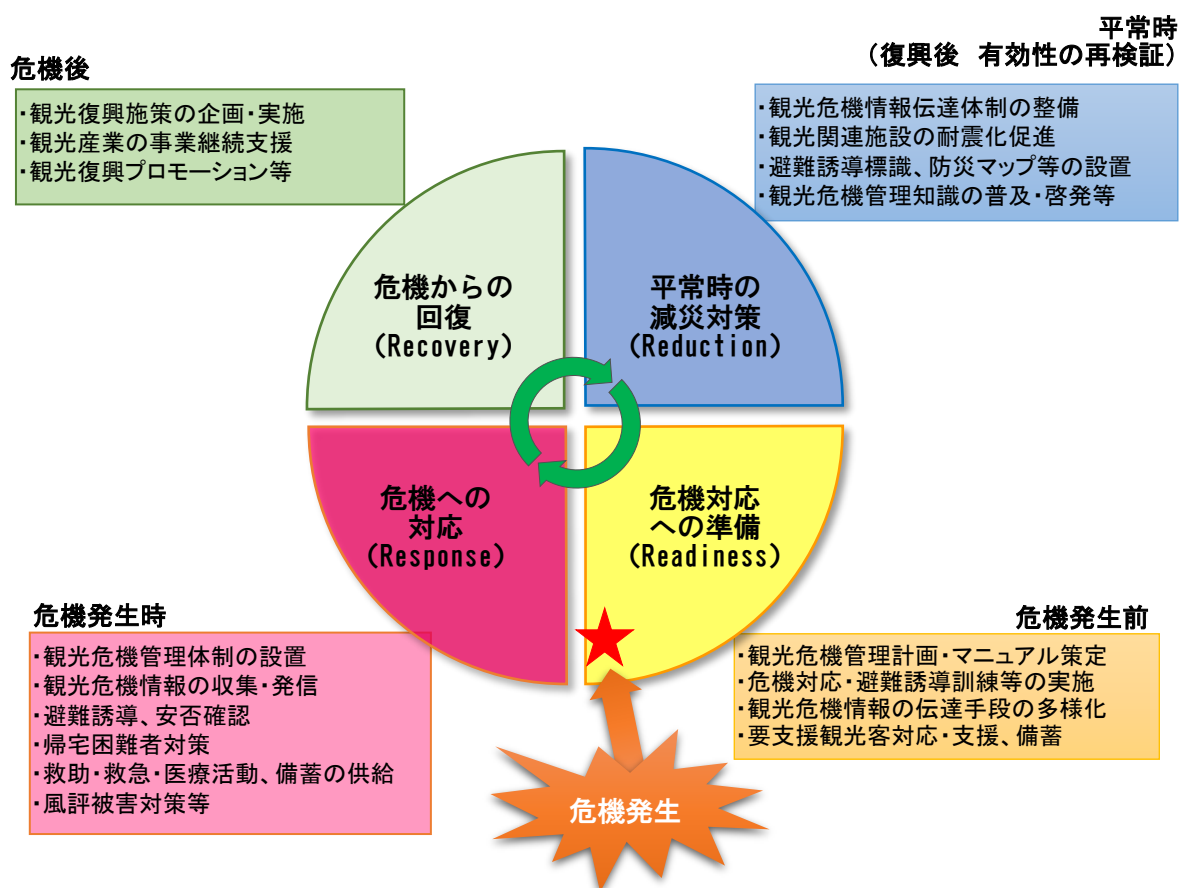 危機後
・観光復興施策の企画・実施
・観光産業の事業継続支援
・観光復興プロモーション等
平常時
（復興後　有効性の再検証）
・観光危機情報伝達体制の整備
・観光関連施設の耐震化促進
・避難誘導標識、防災マップ等の設置
・観光危機管理知識の普及・啓発等
危機からの
回復
（Recovery）
平常時の
減災対策
（Reduction）
危機への
対応
（Response）
危機対応
への準備
（Readiness）
危機発生時
・観光危機管理体制の設置
・観光危機情報の収集・発信
・避難誘導、安否確認
・帰宅困難者対策
・救助・救急・医療活動、備蓄の供給
・風評被害対策等
危機発生前
・観光危機管理計画・マニュアル策定
・危機対応・避難誘導訓練等の実施
・観光危機情報の伝達手段の多様化
・要支援観光客対応・支援、備蓄
危機発生